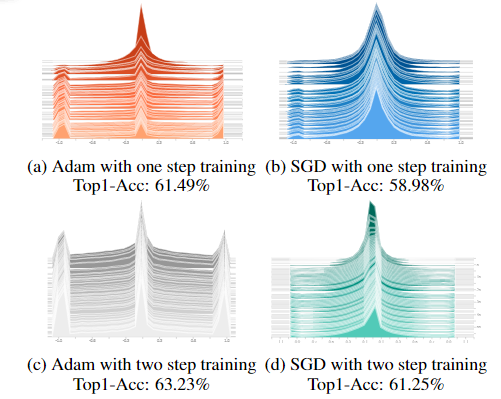 (a) Adam with one step training (b) SGD with one step training
Top1-Acc: 61.49% Top1-Acc: 58.98%
(c) Adam with two step training (d) SGD with two step training
Top1-Acc: 63.23% Top1-Acc: 61.25%